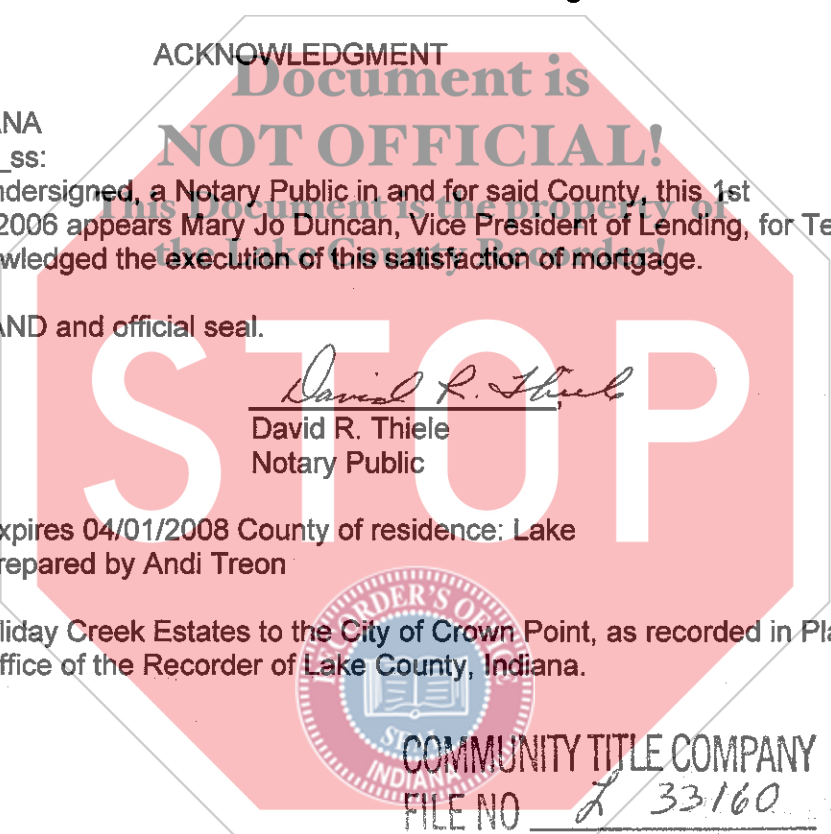 ACKNOWLEDGMENT
Document is
NOT OFFICIAL!
This Document is the property of
the Lake County Recorder!
ANA
_ss:
ndersigned, a Notary Public in and for said County, this 1st
2006 appears Mary Jo Duncan, Vice President of Lending, for Te
wledged the execution of this satisfaction of mortgage.
AND and official seal.
STOP
David R. Thiele
David R. Thiele
Notary Public
xpires 04/01/2008 County of residence: Lake
repared by Andi Treon
RECORDER'S OFFICE
liday Creek Estates to the City of Crown Point, as recorded in Pla
ffice of the Recorder of Lake County, Indiana.
SEAL
INDIANA
COMMUNITY TITLE COMPANY
FILE NO L 33160